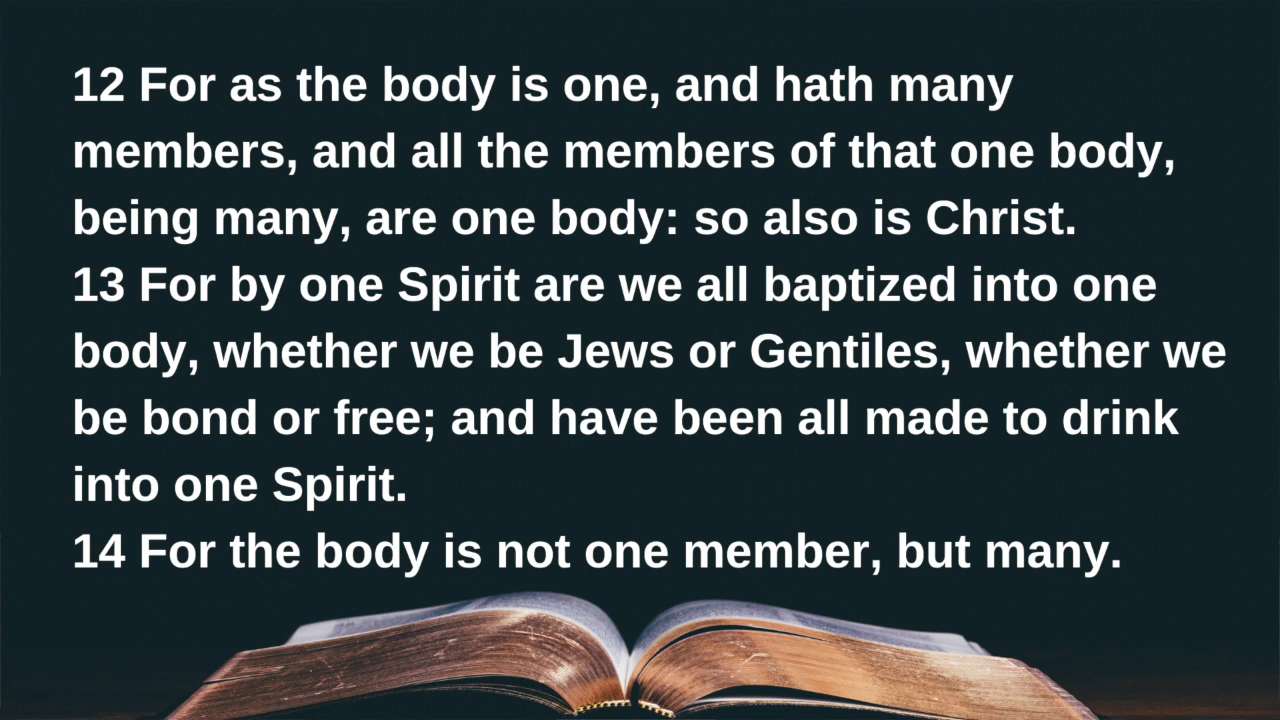 12 For as the body is one, and hath many
members, and all the members of that one body,
being many, are one body: so also is Christ.
13 For by one Spirit are we all baptized into one
body, whether we be Jews or Gentiles, whether we
be bond or free; and have been all made to drink
into one Spirit.
14 For the body is not one member, but many.